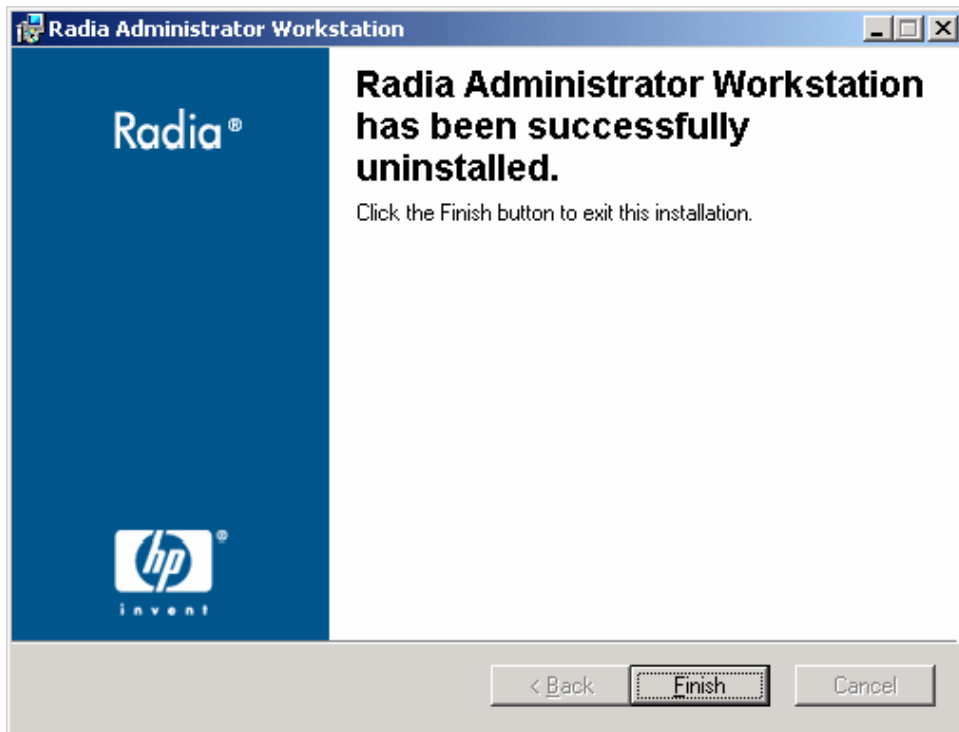 Radia Administrator Workstation
Radia®
Radia Administrator Workstation
has been successfully
uninstalled.
Click the Finish button to exit this installation.
hp®
invent
< Back
Finish
Cancel